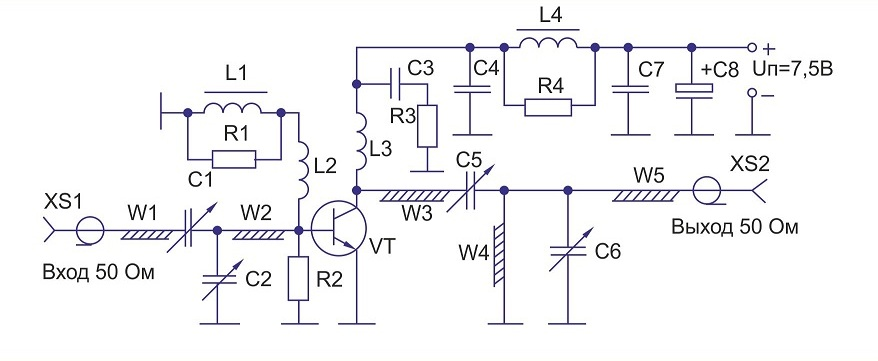 L4
C3
C4
R4
C7
+C8
+
Uп=7,5В
−
L1
R1
C1
R3
L2
L3
C5
XS2
XS1
W1
W2
W3
W5
Вход 50 Ом
C2
R2
VT
W4
C6
Выход 50 Ом